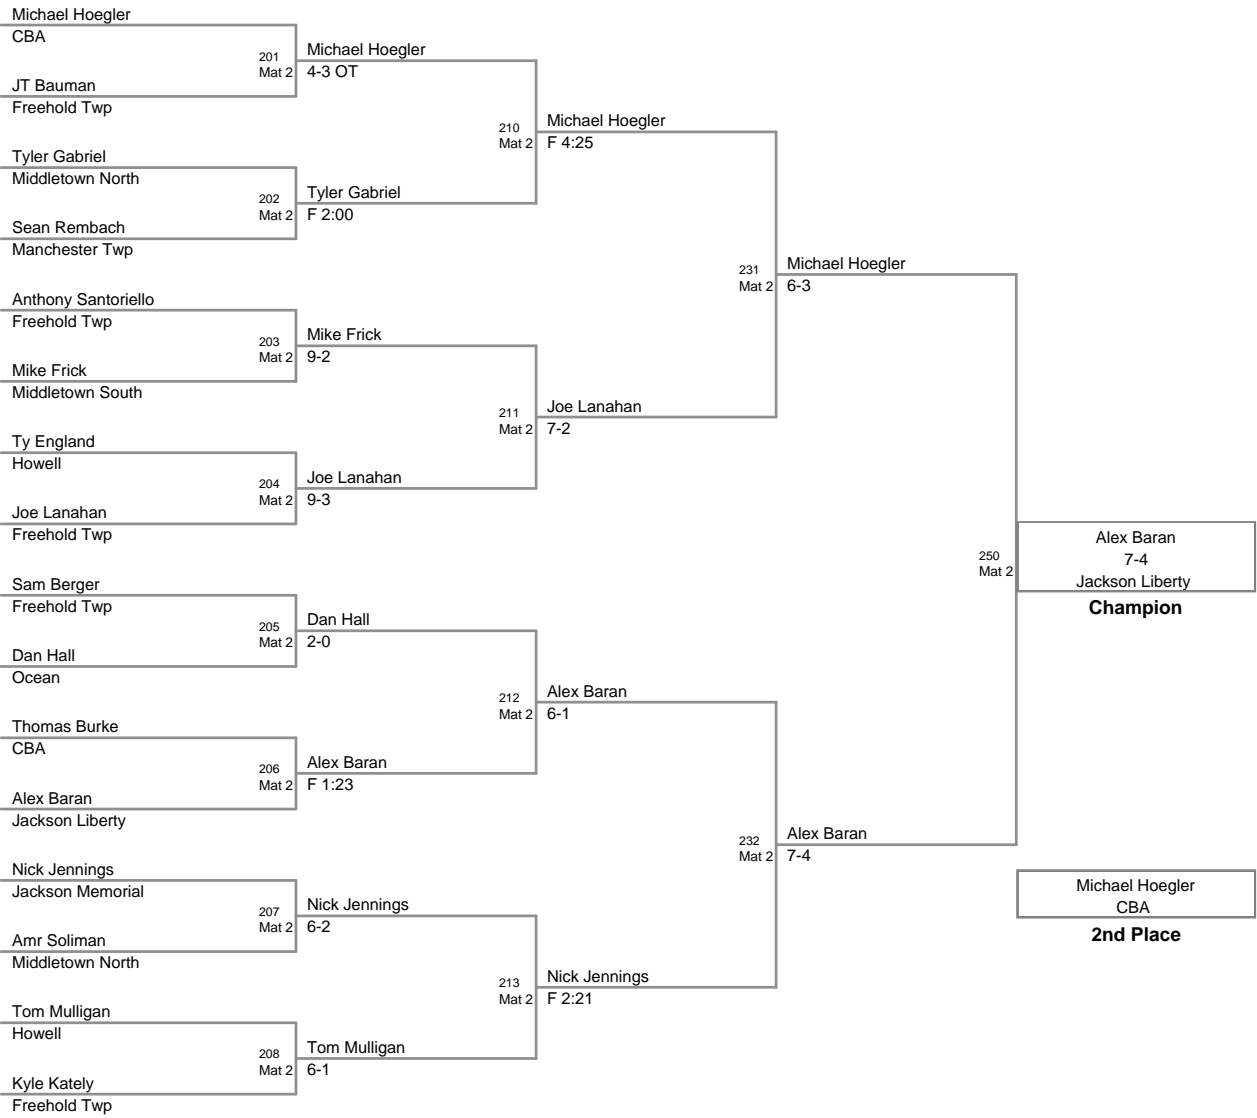 Michael Hoegler
CBA
201
Mat 2
Michael Hoegler
4-3 OT
JT Bauman
Freehold Twp
210
Mat 2
Michael Hoegler
F 4:25
Tyler Gabriel
Middletown North
202
Mat 2
Tyler Gabriel
F 2:00
Sean Rembach
Manchester Twp
231
Mat 2
Michael Hoegler
6-3
Anthony Santoriello
Freehold Twp
203
Mat 2
Mike Frick
9-2
Mike Frick
Middletown South
211
Mat 2
Joe Lanahan
7-2
Ty England
Howell
204
Mat 2
Joe Lanahan
9-3
Joe Lanahan
Freehold Twp
250
Mat 2
Alex Baran
7-4
Jackson Liberty
Champion
Sam Berger
Freehold Twp
205
Mat 2
Dan Hall
2-0
Dan Hall
Ocean
212
Mat 2
Alex Baran
6-1
Thomas Burke
CBA
206
Mat 2
Alex Baran
F 1:23
Alex Baran
Jackson Liberty
232
Mat 2
Alex Baran
7-4
Nick Jennings
Jackson Memorial
207
Mat 2
Nick Jennings
6-2
Michael Hoegler
CBA
2nd Place
Amr Soliman
Middletown North
213
Mat 2
Nick Jennings
F 2:21
Tom Mulligan
Howell
208
Mat 2
Tom Mulligan
6-1
Kyle Kately
Freehold Twp